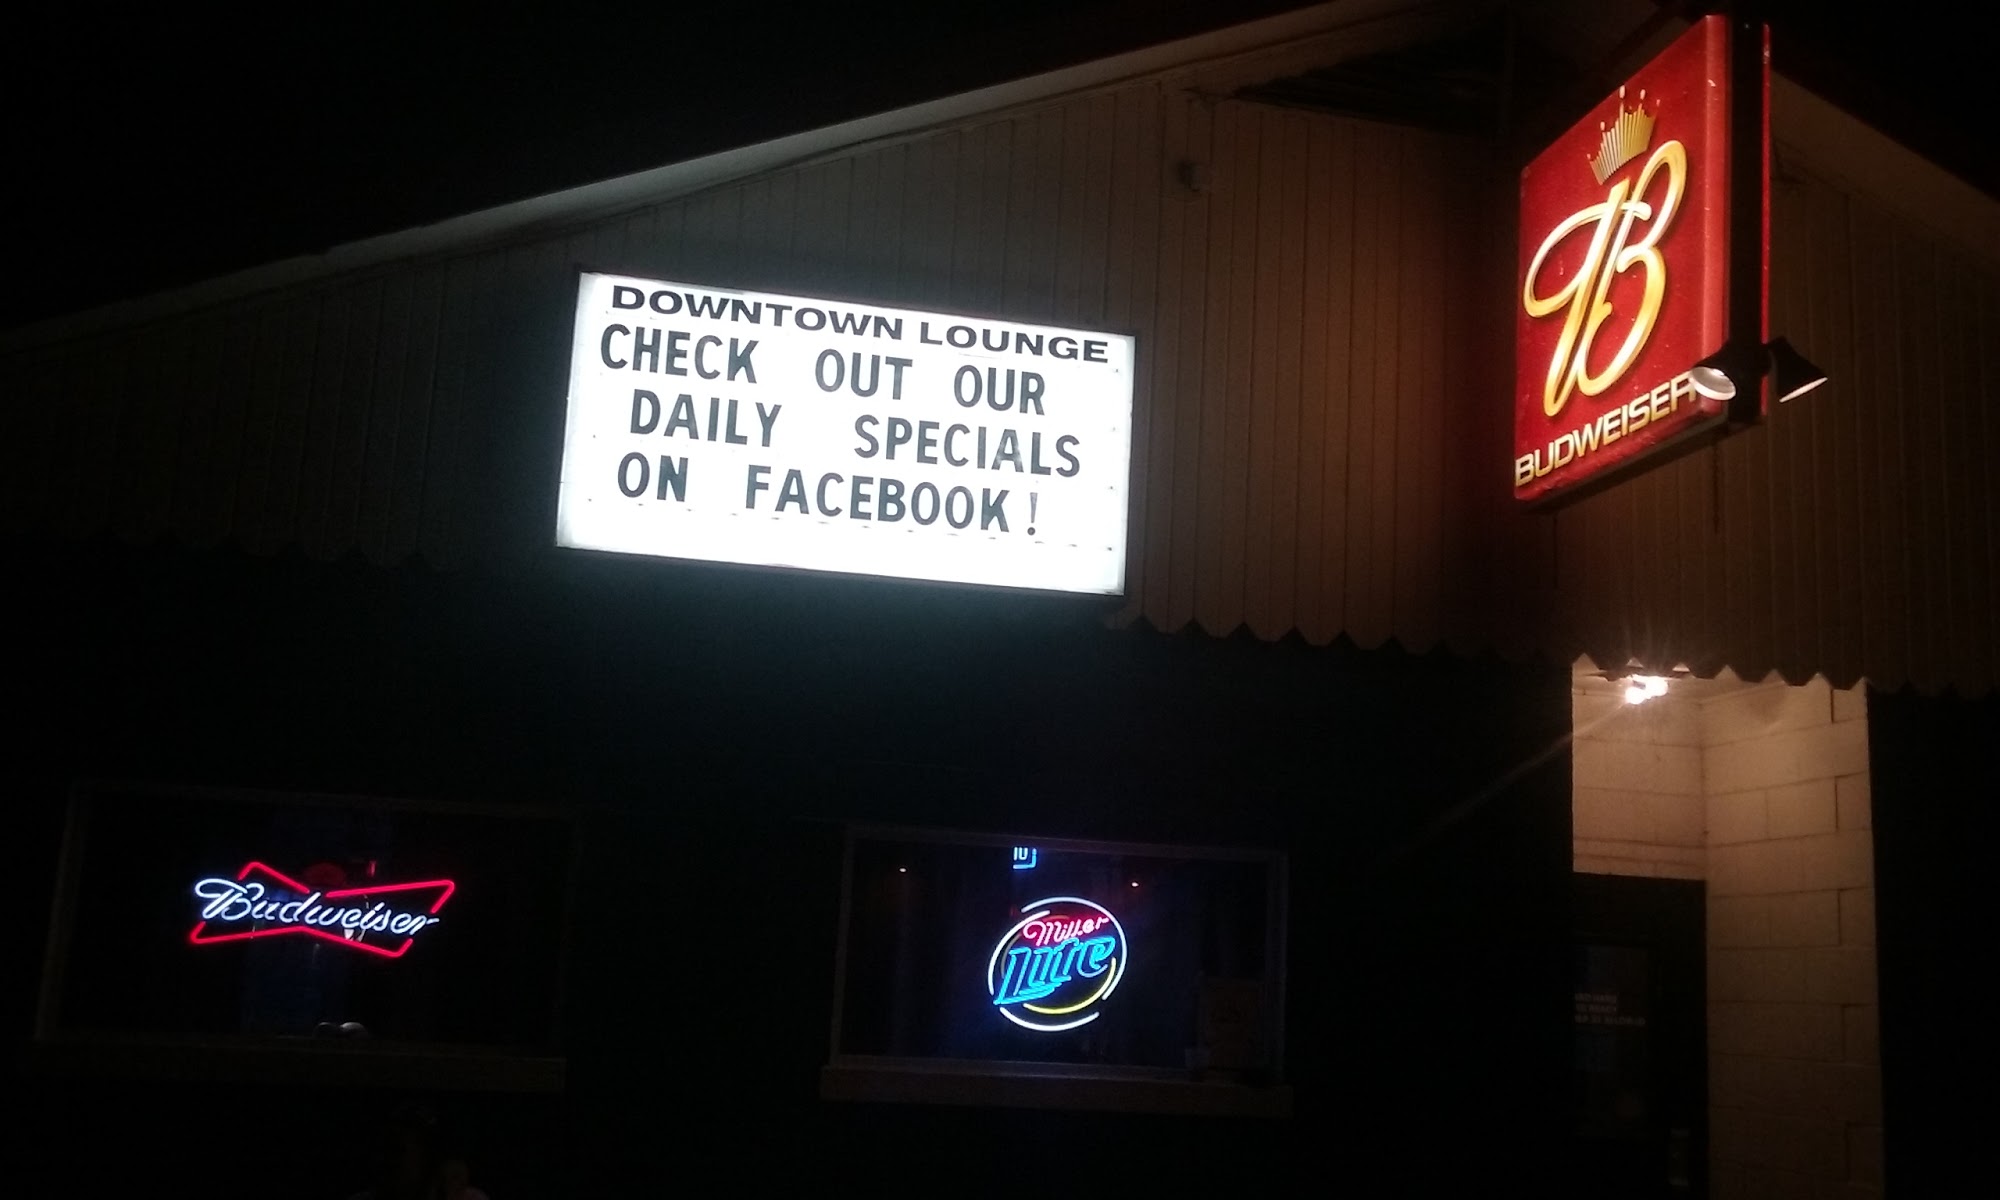 DOWNTOWN LOUNGE
CHECK OUT OUR
DAILY SPECIALS
ON FACEBOOK!
B
BUDWEISER
Budweiser
Miller
Lite